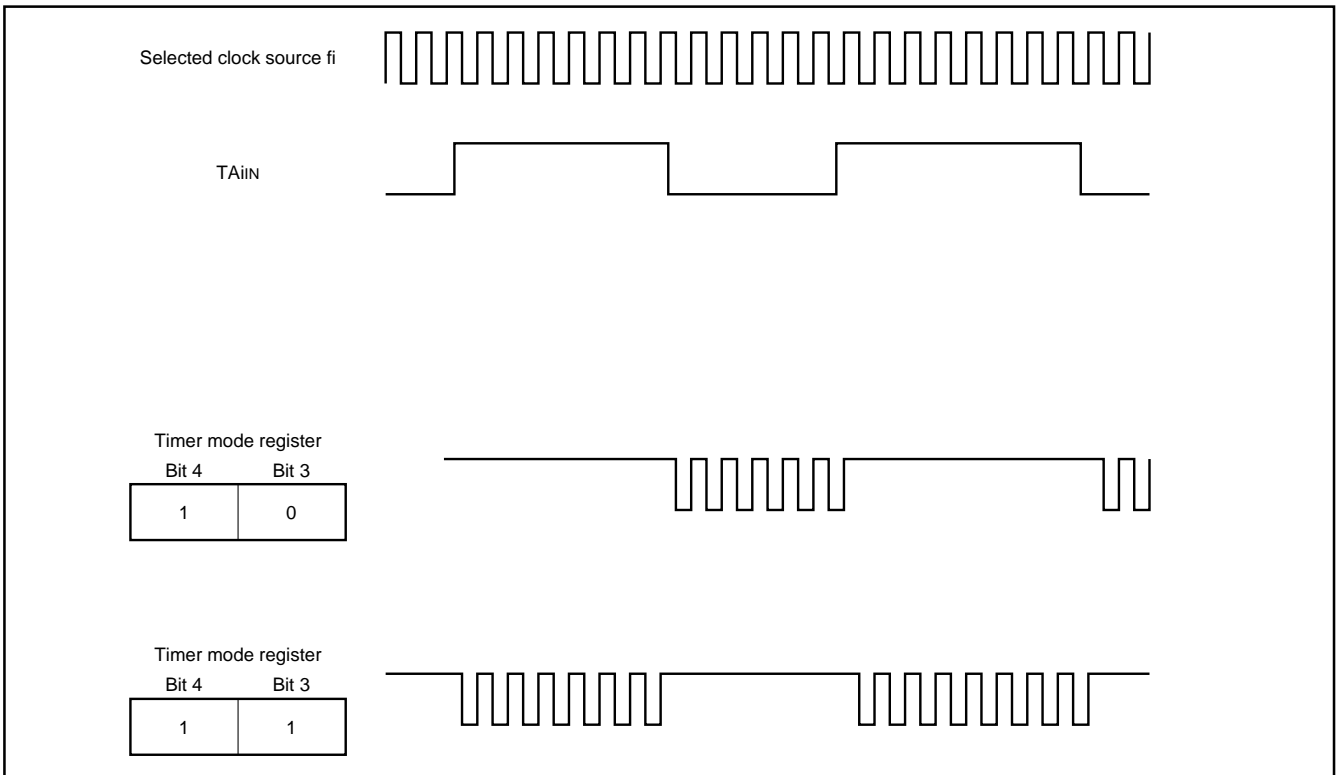 Selected clock source fi
TAiIN
Timer mode register
Bit 4 Bit 3
1 0
Timer mode register
Bit 4 Bit 3
1 1